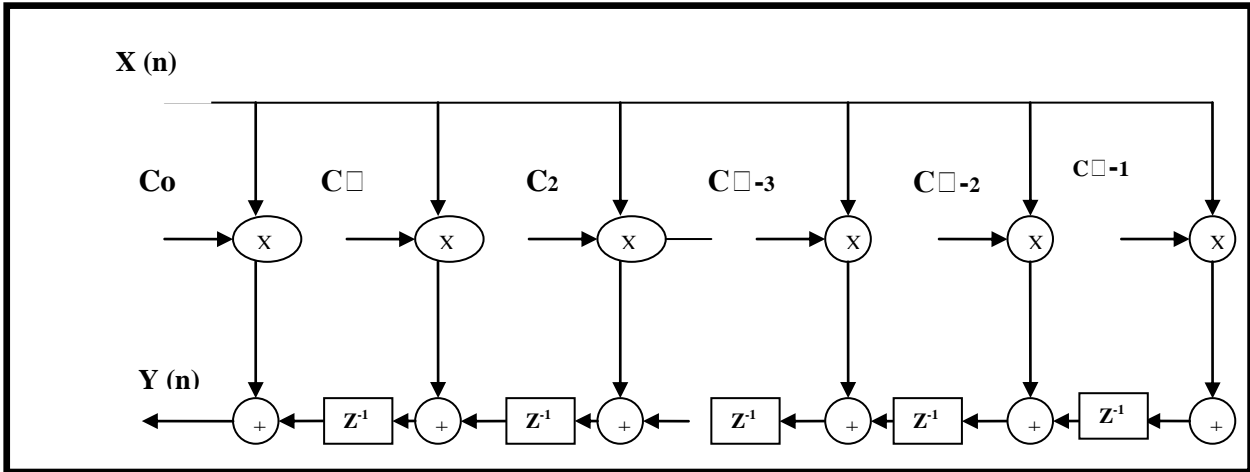 X (n)
Co C□ C2 C□-3 C□-2 C□-1
X X X X X X
Y (n)
+ Z-1 + Z-1 + Z-1 + Z-1 + Z-1 +